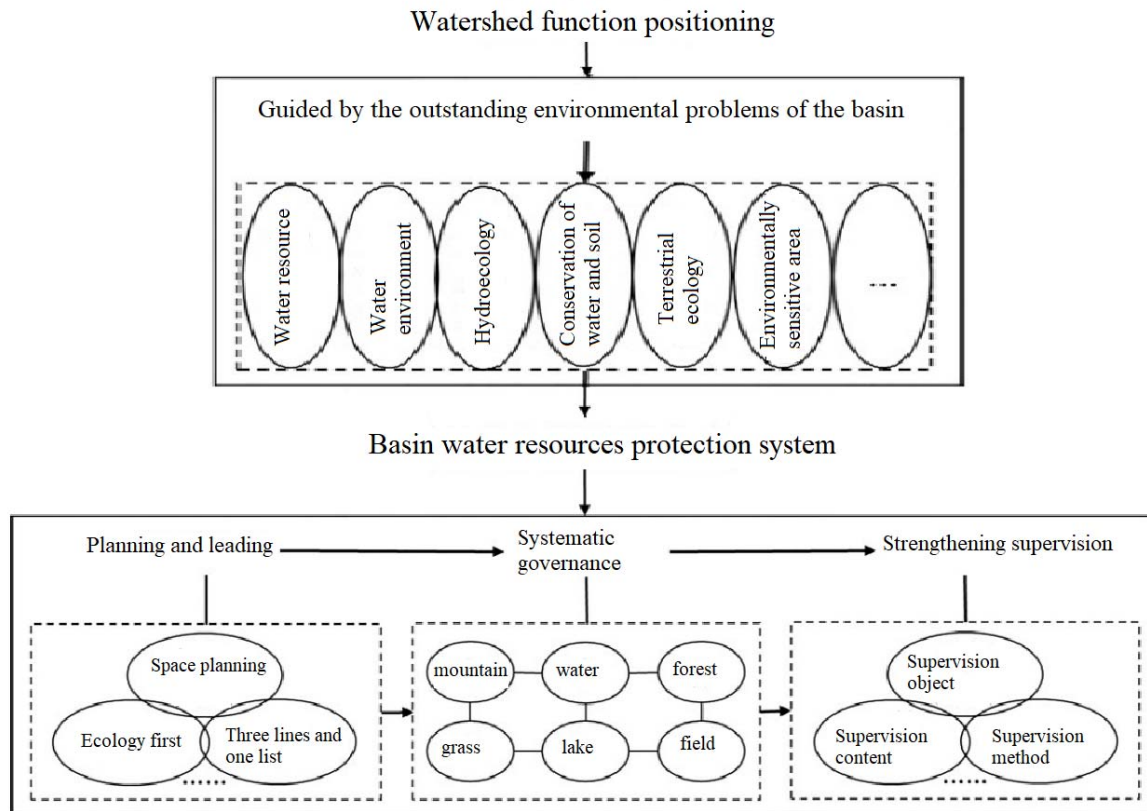 Watershed function positioning
Guided by the outstanding environmental problems of the basin
Water resource
Water
environment
Hydroecology
Conservation of
water and soil
Terrestrial
ecology
Environmentally
sensitive area
....
Basin water resources protection system
Planning and leading
Systematic
governance
Strengthening supervision
Space planning
Ecology first
Three lines and
one list
......
mountain
water
forest
grass
lake
field
Supervision
object
Supervision
content
Supervision
method
......